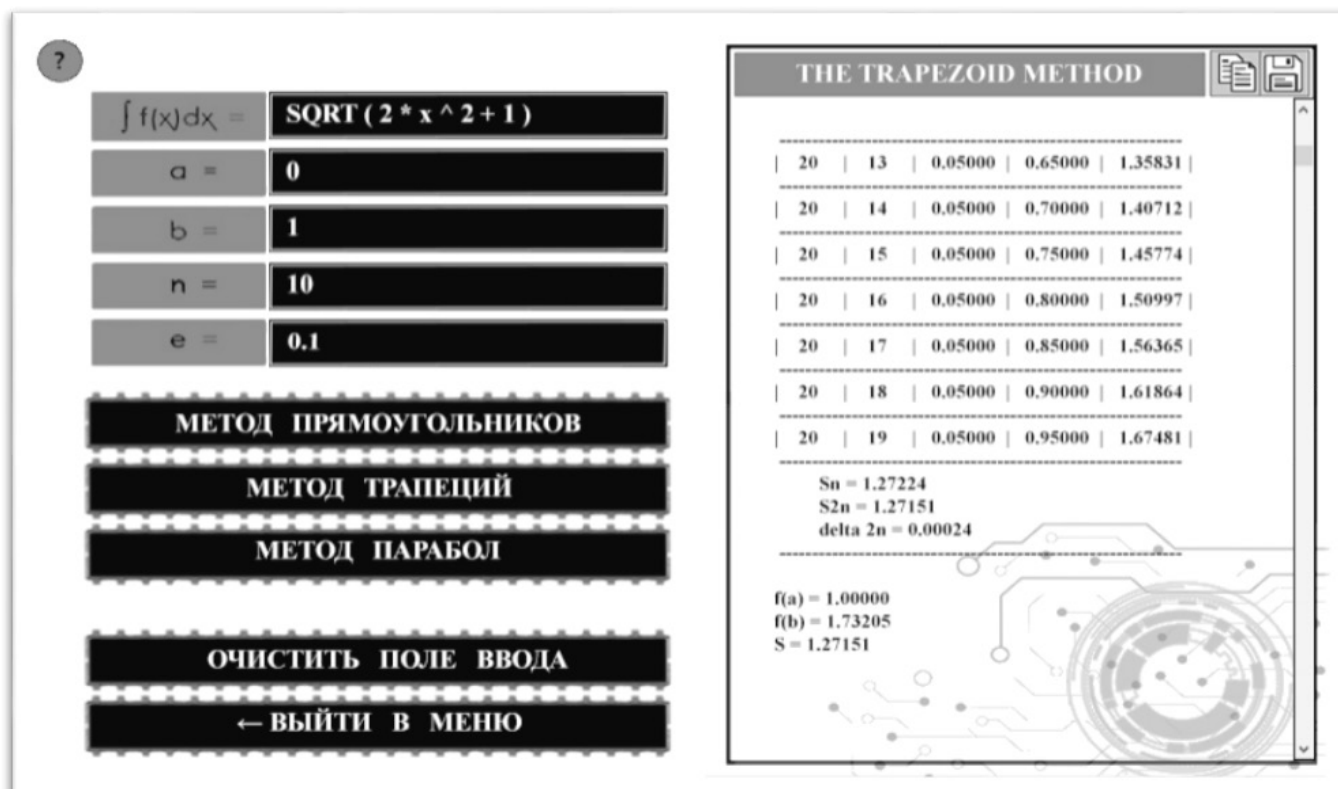 ?
∫ f(x)dx = SQRT ( 2 * x ^ 2 + 1 )
a = 0
b = 1
n = 10
e = 0.1
МЕТОД ПРЯМОУГОЛЬНИКОВ
МЕТОД ТРАПЕЦИЙ
МЕТОД ПАРАБОЛ
ОЧИСТИТЬ ПОЛЕ ВВОДА
← ВЫЙТИ В МЕНЮ
THE TRAPEZOID METHOD
| 20 | 13 | 0.05000 | 0.65000 | 1.35831 |
| 20 | 14 | 0.05000 | 0.70000 | 1.40712 |
| 20 | 15 | 0.05000 | 0.75000 | 1.45774 |
| 20 | 16 | 0.05000 | 0.80000 | 1.50997 |
| 20 | 17 | 0.05000 | 0.85000 | 1.56365 |
| 20 | 18 | 0.05000 | 0.90000 | 1.61864 |
| 20 | 19 | 0.05000 | 0.95000 | 1.67481 |
Sn = 1.27224
S2n = 1.27151
delta 2n = 0.00024
f(a) = 1.00000
f(b) = 1.73205
S = 1.27151